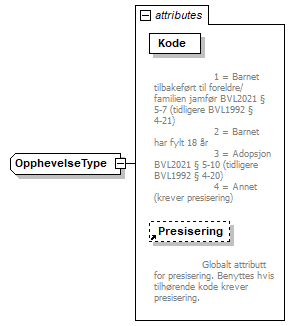 attributes
Kode
1 = Barnet
tilbakeført til foreldre/
familien jamfør BVL2021 §
5-7 (tidligere BVL1992 §
4-21)
2 = Barnet
har fylt 18 år
3 = Adopsjon
BVL2021 § 5-10 (tidligere
BVL1992 § 4-20)
4 = Annet
(krever presisering)
OpphevelseType
Presisering
Globalt attributt
for presisering. Benyttes hvis
tilhørende kode krever
presisering.